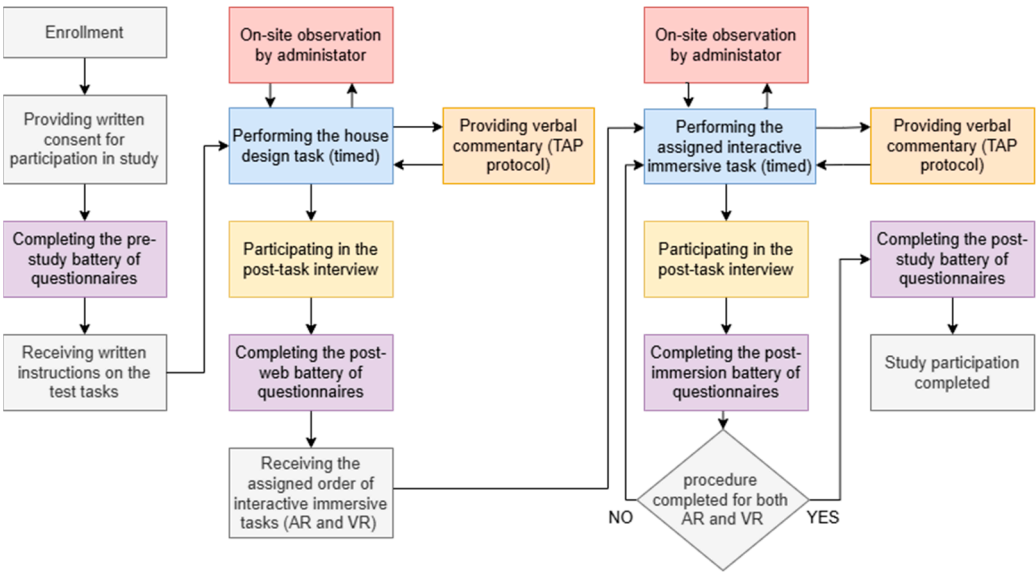 Enrollment
Providing written
consent for
participation in study
Completing the pre-
study battery of
questionnaires
Receiving written
instructions on the
test tasks
On-site observation
by administator
Performing the house
design task (timed)
Providing verbal
commentary (TAP
protocol)
Participating in the
post-task interview
Completing the post-
web battery of
questionnaires
Receiving the
assigned order of
interactive immersive
tasks (AR and VR)
On-site observation
by administator
Performing the
assigned interactive
immersive task (timed)
Providing verbal
commentary (TAP
protocol)
Participating in the
post-task interview
Completing the post-
immersion battery of
questionnaires
procedure
completed for both
AR and VR
NO
YES
Completing the post-
study battery of
questionnaires
Study participation
completed